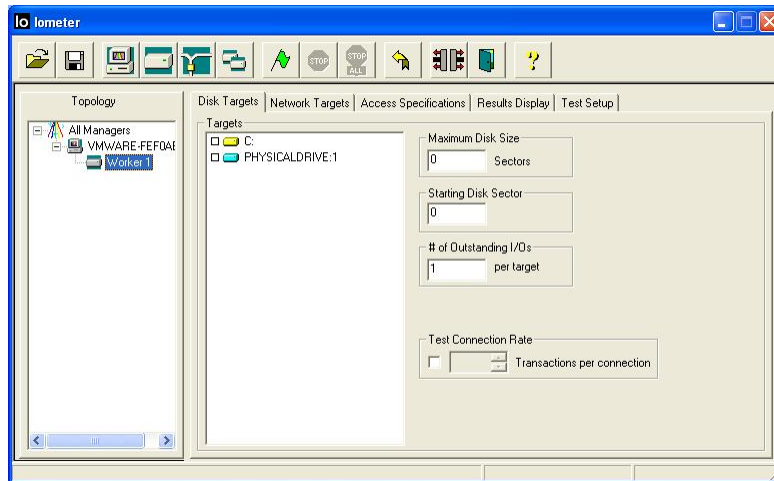 Io Iometer
STOP
STOP ALL
?
Topology
All Managers
VMWARE-FEF0AE
Worker 1
Disk Targets
Network Targets
Access Specifications
Results Display
Test Setup
Targets
C:
PHYSICALDRIVE:1
Maximum Disk Size
0 Sectors
Starting Disk Sector
0
# of Outstanding I/Os
1 per target
Test Connection Rate
Transactions per connection